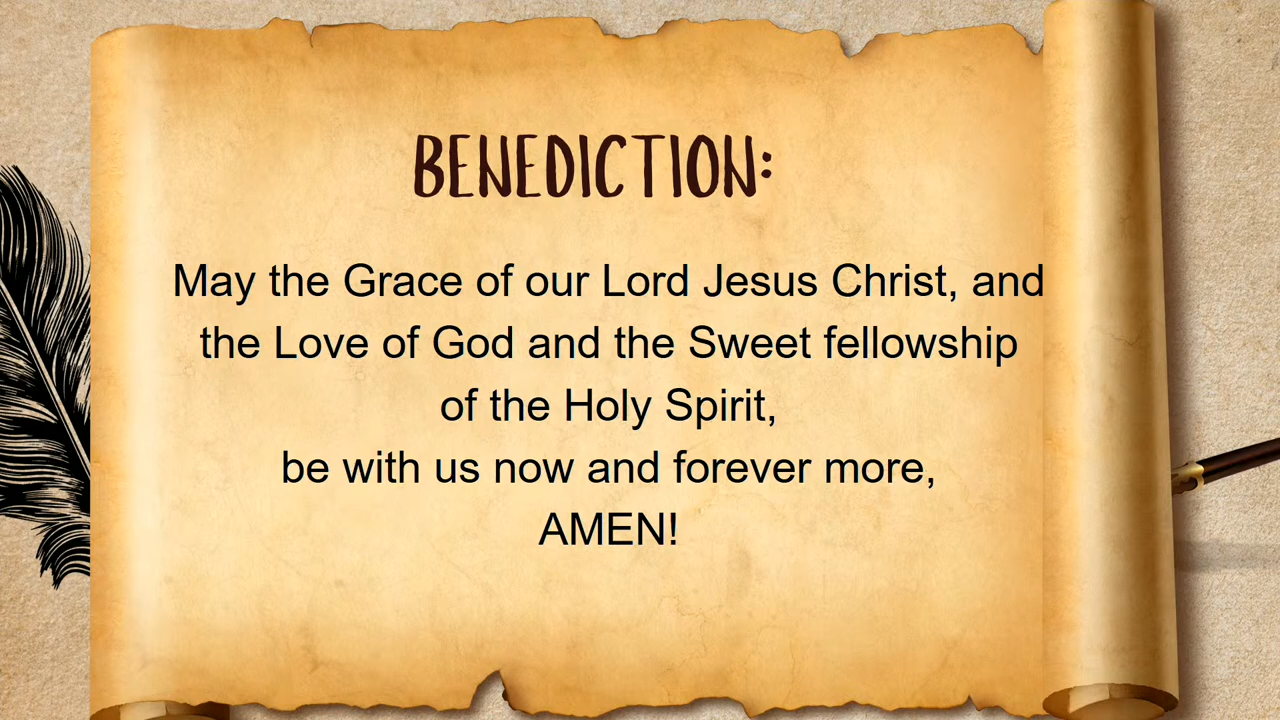 BENEDICTION:
May the Grace of our Lord Jesus Christ, and
the Love of God and the Sweet fellowship
of the Holy Spirit,
be with us now and forever more,
AMEN!